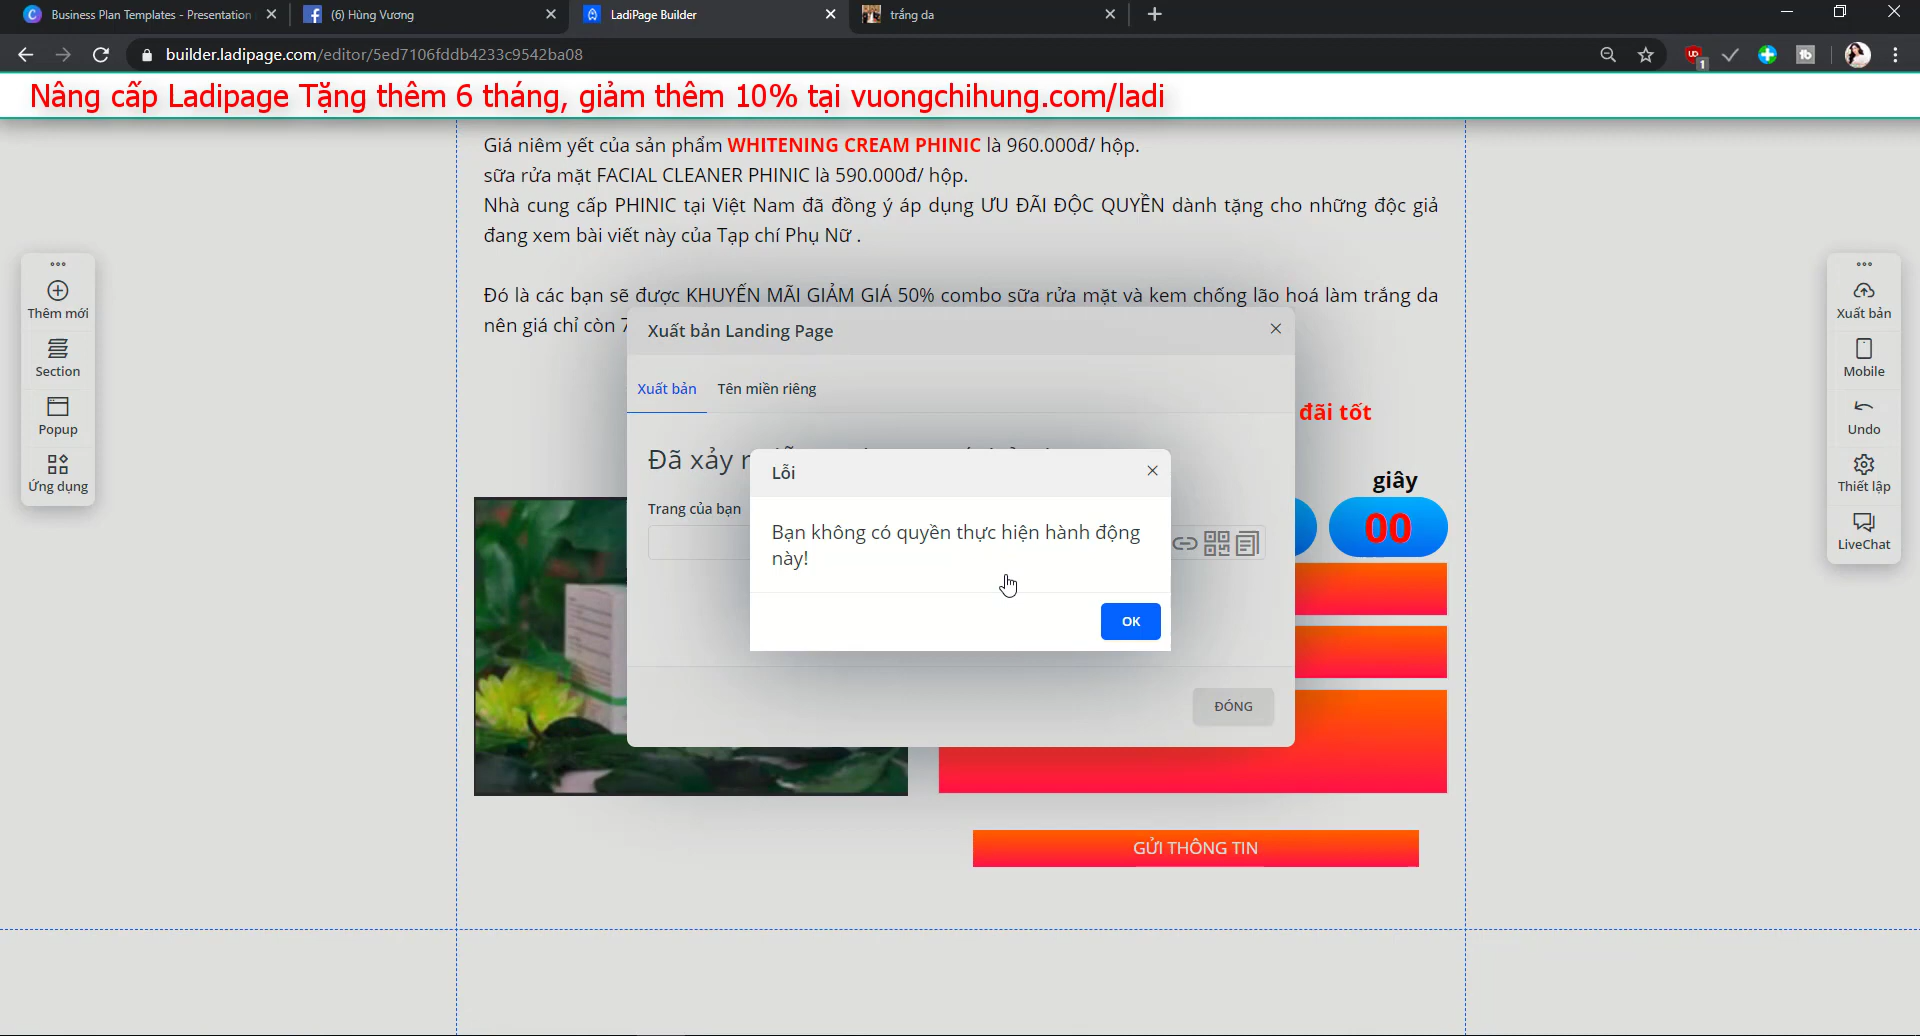 Business Plan Templates - Presentation
(6) Hùng Vương
LadiPage Builder
trắng da
builder.ladipage.com/editor/5ed7106fddb4233c9542ba08
1
Nâng cấp Ladipage Tặng thêm 6 tháng, giảm thêm 10% tại vuongchihung.com/ladi
Giá niêm yết của sản phẩm WHITENING CREAM PHINIC là 960.000đ/ hộp.
sữa rửa mặt FACIAL CLEANER PHINIC là 590.000đ/ hộp.
Nhà cung cấp PHINIC tại Việt Nam đã đồng ý áp dụng ƯU ĐÃI ĐỘC QUYỀN dành tặng cho những độc giả
đang xem bài viết này của Tạp chí Phụ Nữ .
Đó là các bạn sẽ được KHUYẾN MÃI GIẢM GIÁ 50% combo sữa rửa mặt và kem chống lão hoá làm trắng da
nên giá chỉ còn
Thêm mới
Section
Popup
Ứng dụng
Xuất bản
Mobile
Undo
Thiết lập
LiveChat
Xuất bản Landing Page
Xuất bản
Tên miền riêng
đãi tốt
Đã xảy
Trang của bạn
giây
00
Lỗi
Bạn không có quyền thực hiện hành động
này!
OK
ĐÓNG
GỬI THÔNG TIN